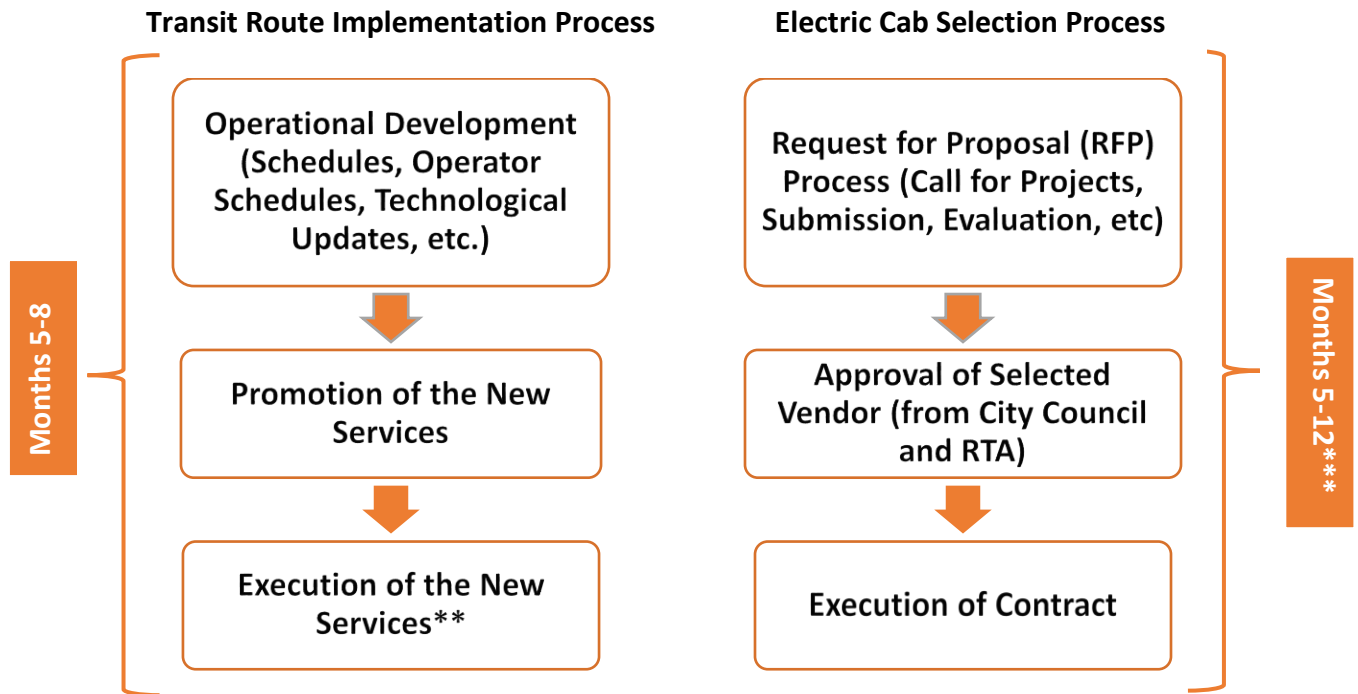 Transit Route Implementation Process
Electric Cab Selection Process
Months 5-8
Operational Development
(Schedules, Operator
Schedules, Technological
Updates, etc.)
Promotion of the New
Services
Execution of the New
Services**
Request for Proposal (RFP)
Process (Call for Projects,
Submission, Evaluation, etc)
Approval of Selected
Vendor (from City Council
and RTA)
Execution of Contract
Months 5-12***